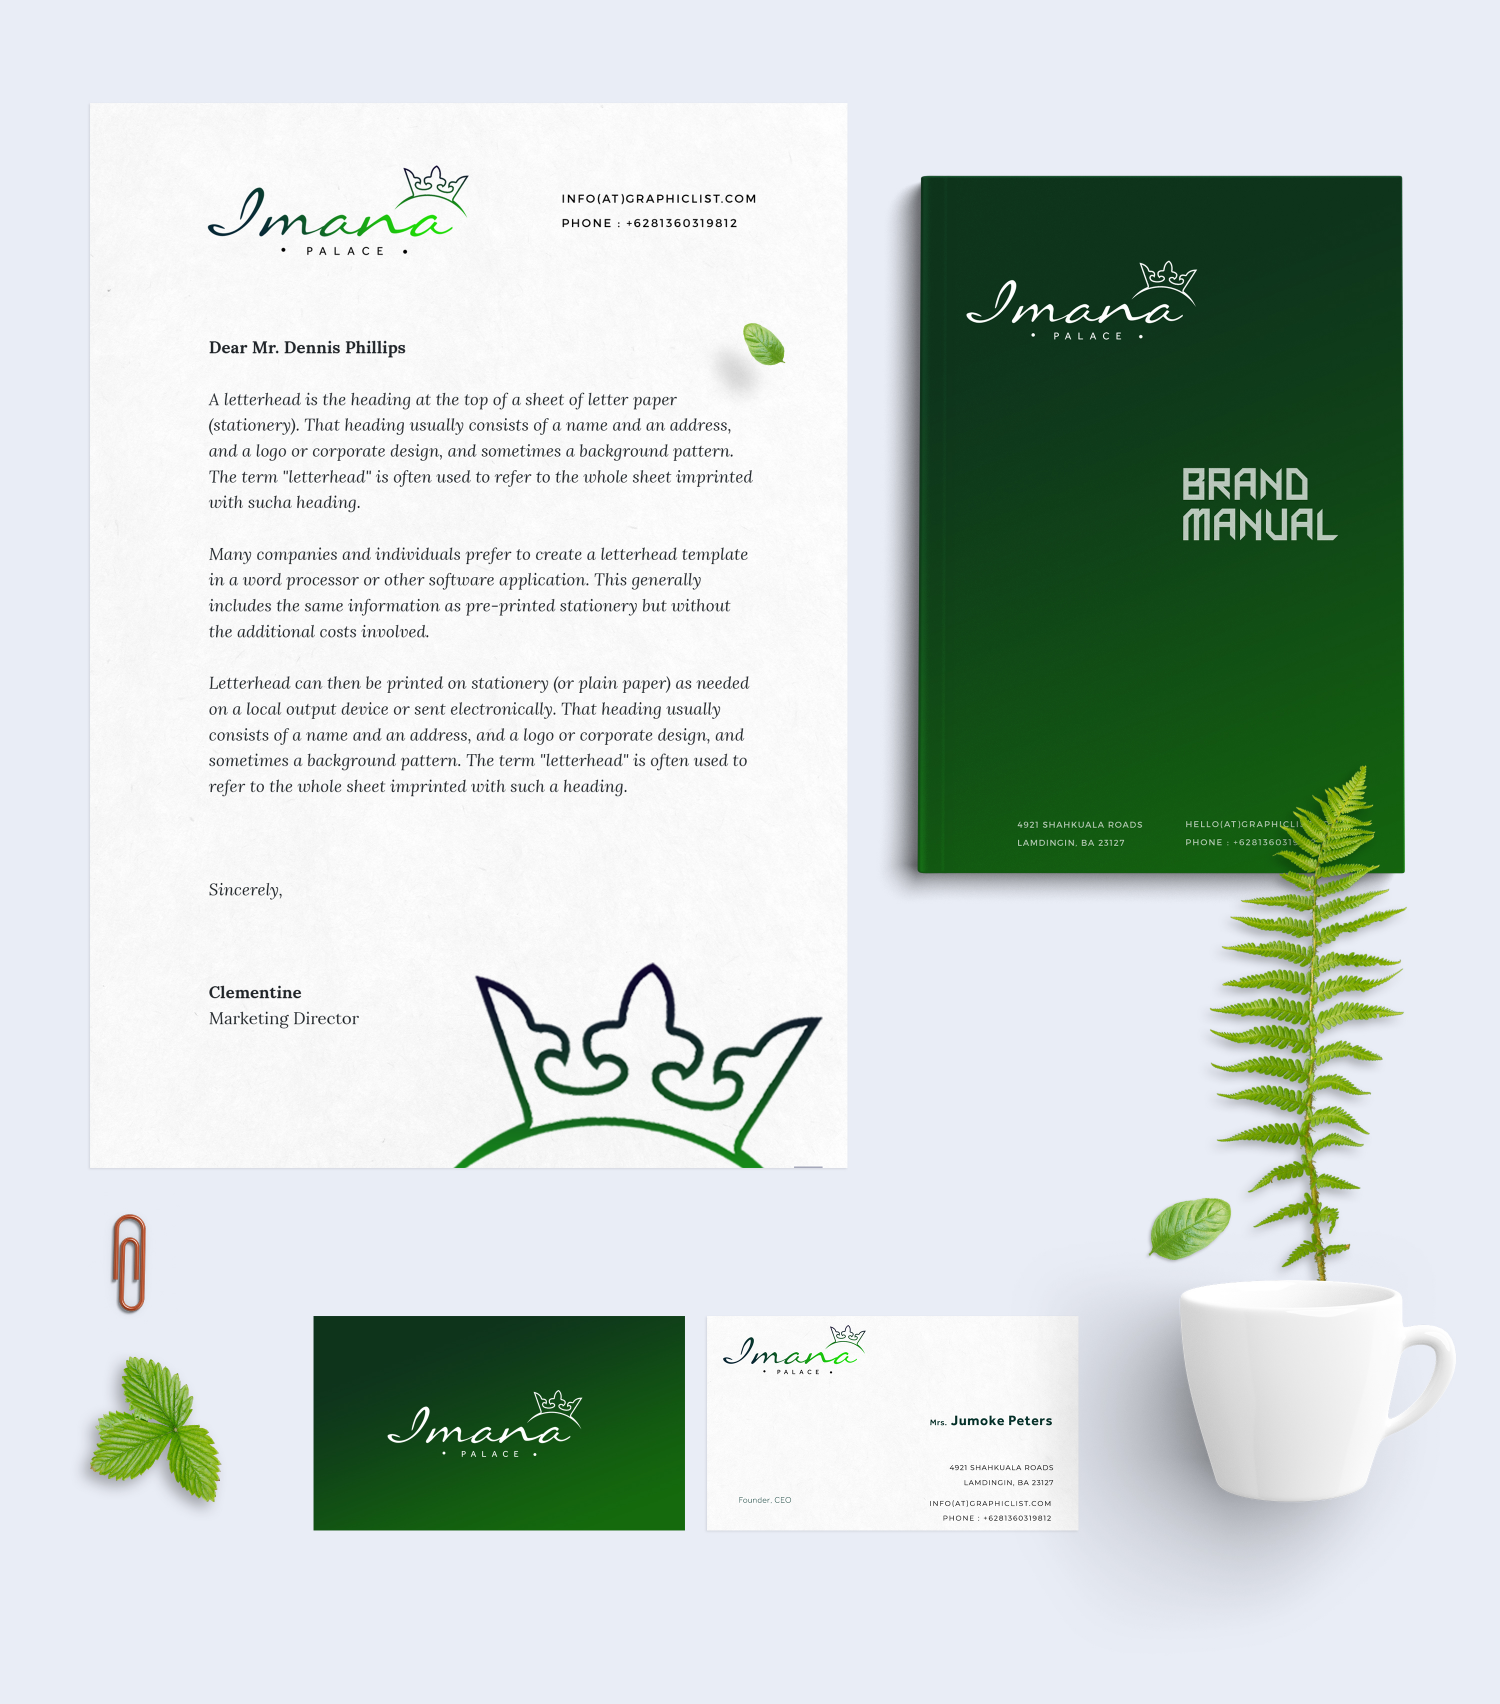 Imana
• PALACE •
INFO(AT)GRAPHICLIST.COM
PHONE : +6281360319812
Dear Mr. Dennis Phillips
A letterhead is the heading at the top of a sheet of letter paper
(stationery). That heading usually consists of a name and an address,
and a logo or corporate design, and sometimes a background pattern.
The term "letterhead" is often used to refer to the whole sheet imprinted
with sucha heading.
Many companies and individuals prefer to create a letterhead template
in a word processor or other software application. This generally
includes the same information as pre-printed stationery but without
the additional costs involved.
Letterhead can then be printed on stationery (or plain paper) as needed
on a local output device or sent electronically. That heading usually
consists of a name and an address, and a logo or corporate design, and
sometimes a background pattern. The term "letterhead" is often used to
refer to the whole sheet imprinted with such a heading.
Sincerely,
Clementine
Marketing Director
Imana
• PALACE •
BRAND
MANUAL
4921 SHAHKUALA ROADS
LAMDINGIN, BA 23127
PHONE :
Imana
• PALACE •
Imana
• PALACE •
Mrs. Jumoke Peters
4921 SHAHKUALA ROADS
LAMDINGIN, BA 23127
Founder, CEO
INFO(AT)GRAPHICLIST.COM
PHONE : +6281360319812